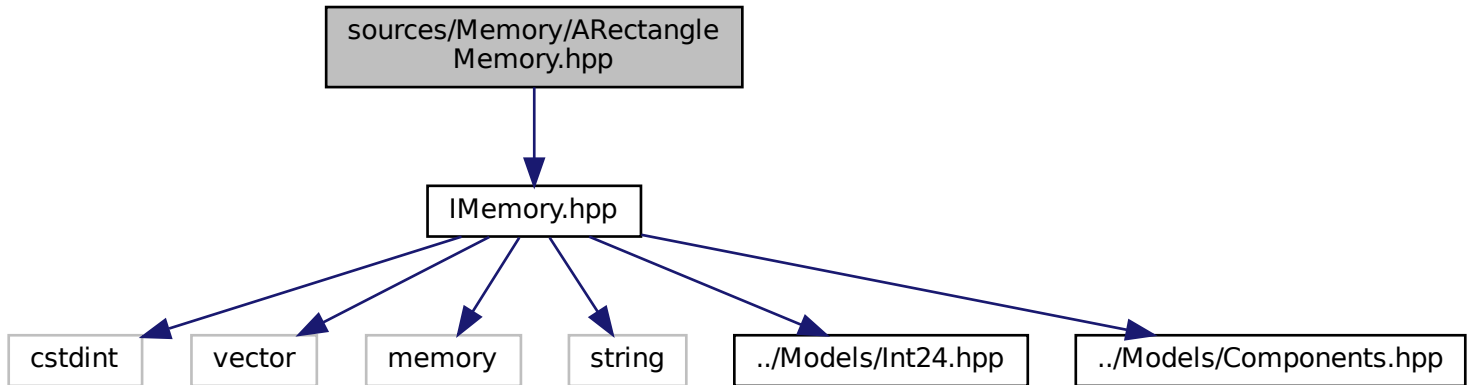 sources/Memory/ARectangle
Memory.hpp
IMemory.hpp
cstdint
vector
memory
string
../Models/Int24.hpp
../Models/Components.hpp